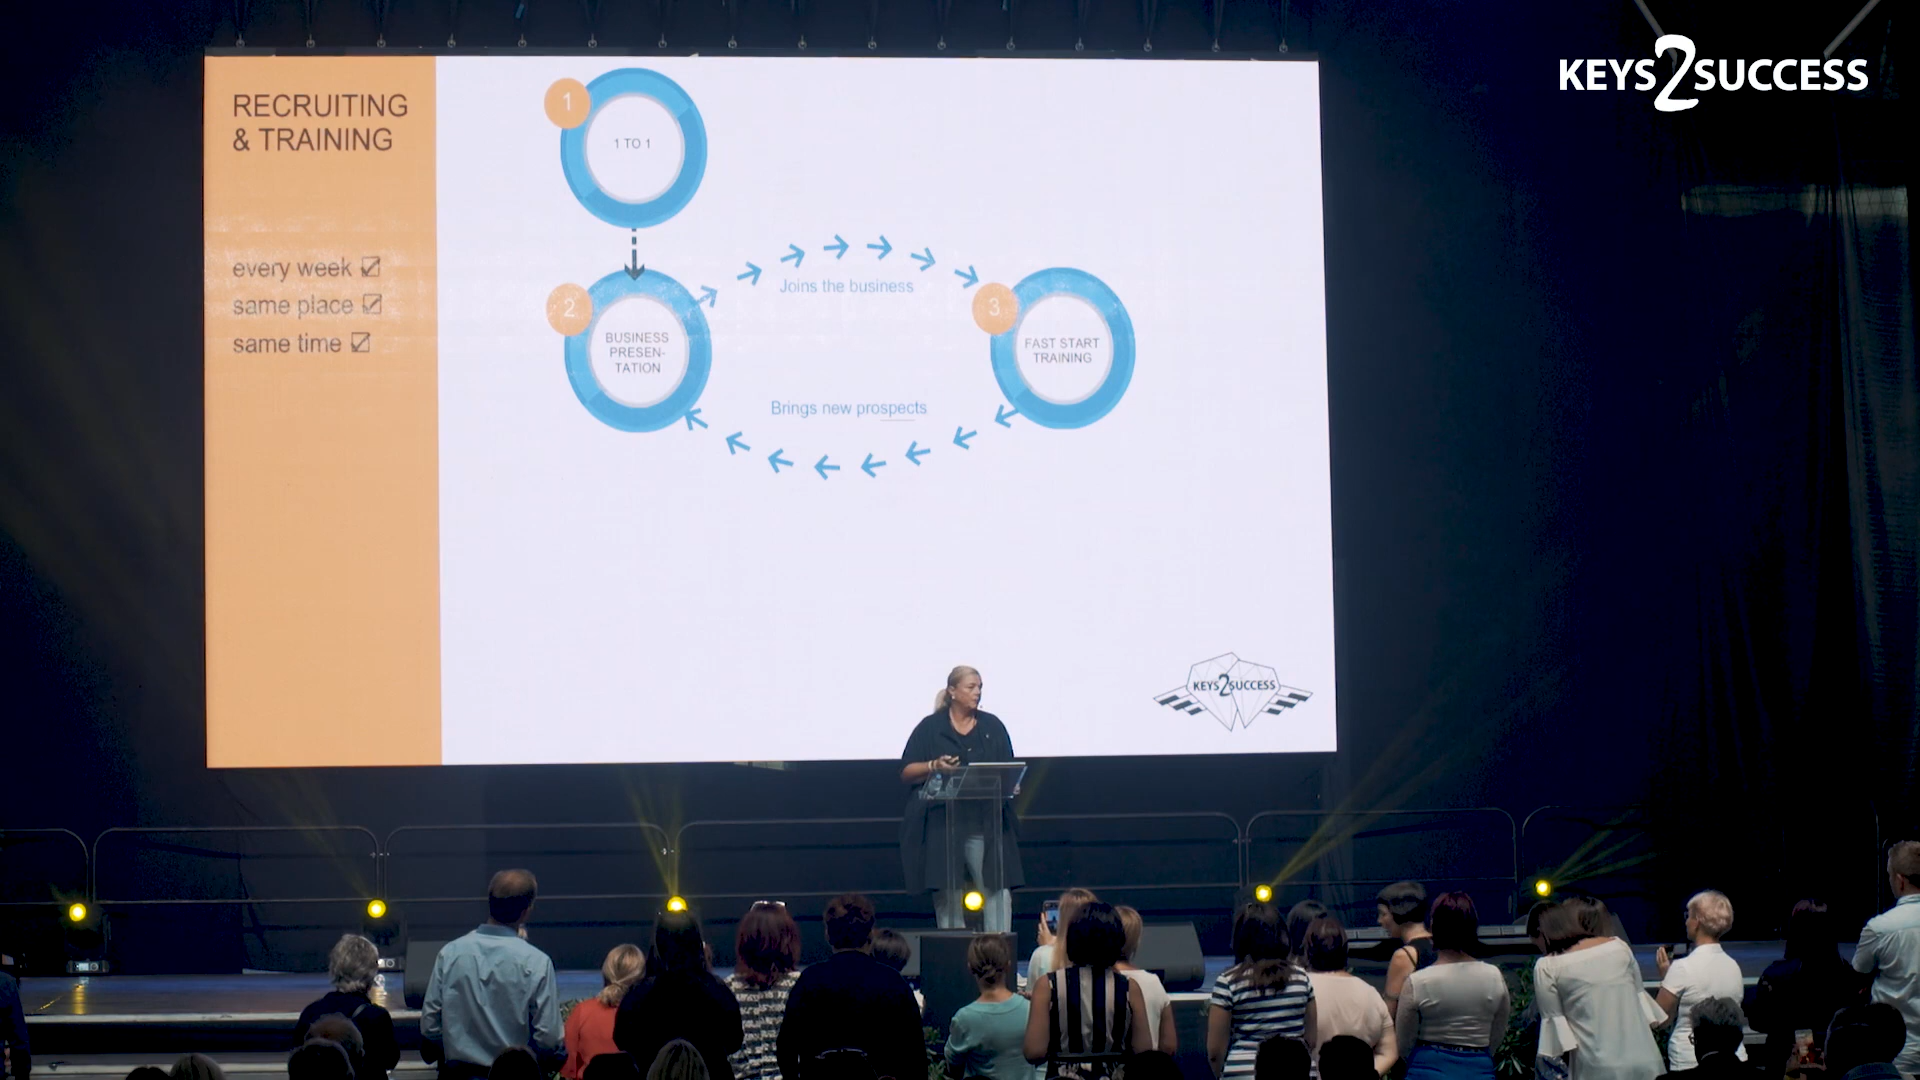 KEYS2SUCCESS
RECRUITING
& TRAINING
every week
same place
same time
1
1 TO 1
2
BUSINESS
PRESEN-
TATION
Joins the business
3
FAST START
TRAINING
Brings new prospects
KEYS2SUCCESS